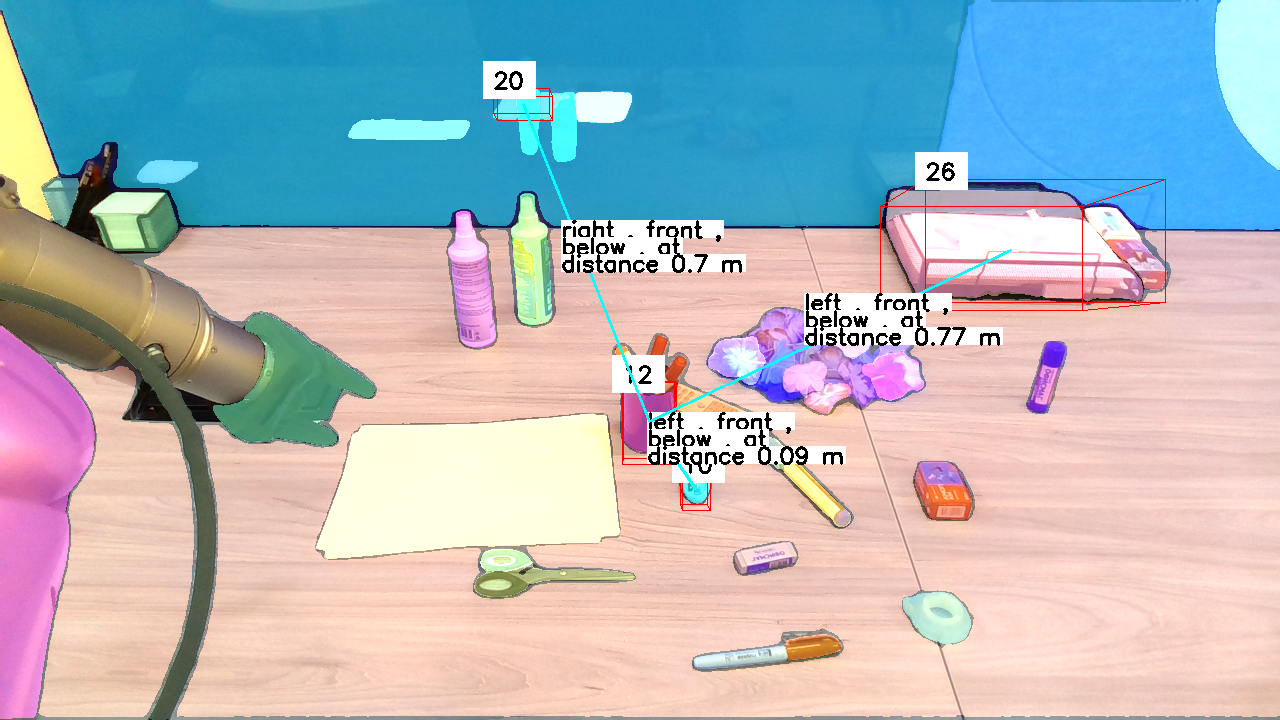 20
26
right . front ,
below . at
distance 0.7 m
left . front ,
below . at
distance 0.77 m
12
left . front ,
below . at
distance 0.09 m